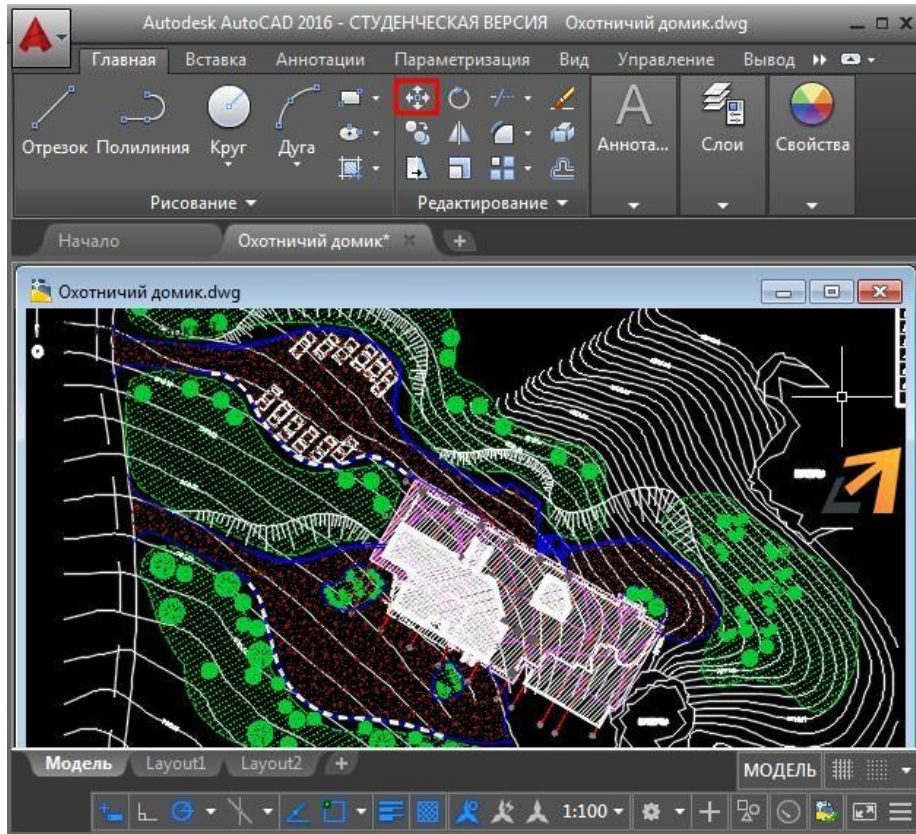 Autodesk AutoCAD 2016 - СТУДЕНЧЕСКАЯ ВЕРСИЯ Охотничий домик.dwg
Главная Вставка Аннотации Параметризация Вид Управление Вывод
Отрезок Полилиния Круг Дуга Аннота... Слои Свойства
Рисование Редактирование
Начало Охотничий домик* +
Охотничий домик.dwg
Модель Layout1 Layout2 +
МОДЕЛЬ
1:100